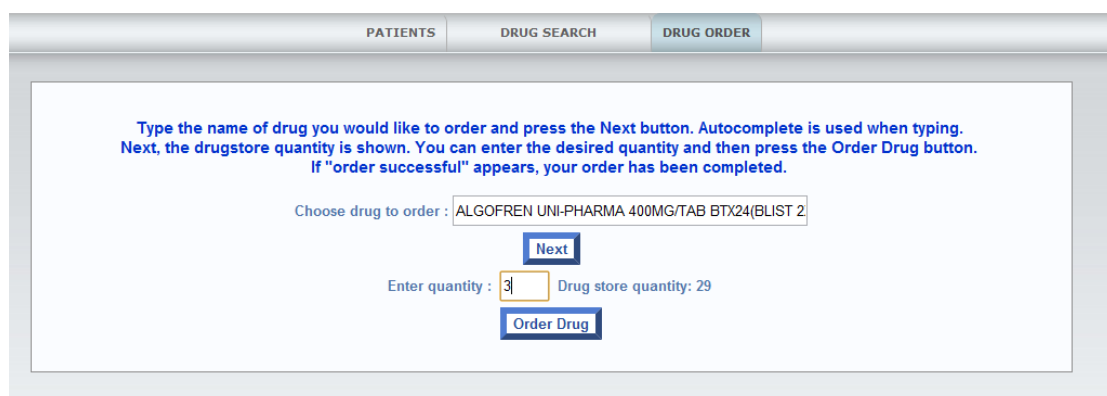 PATIENTS DRUG SEARCH DRUG ORDER
Type the name of drug you would like to order and press the Next button. Autocomplete is used when typing.
Next, the drugstore quantity is shown. You can enter the desired quantity and then press the Order Drug button.
If "order successful" appears, your order has been completed.
Choose drug to order : ALGOFREN UNI-PHARMA 400MG/TAB BTX24(BLIST 2
Next
Enter quantity : 3 Drug store quantity: 29
Order Drug